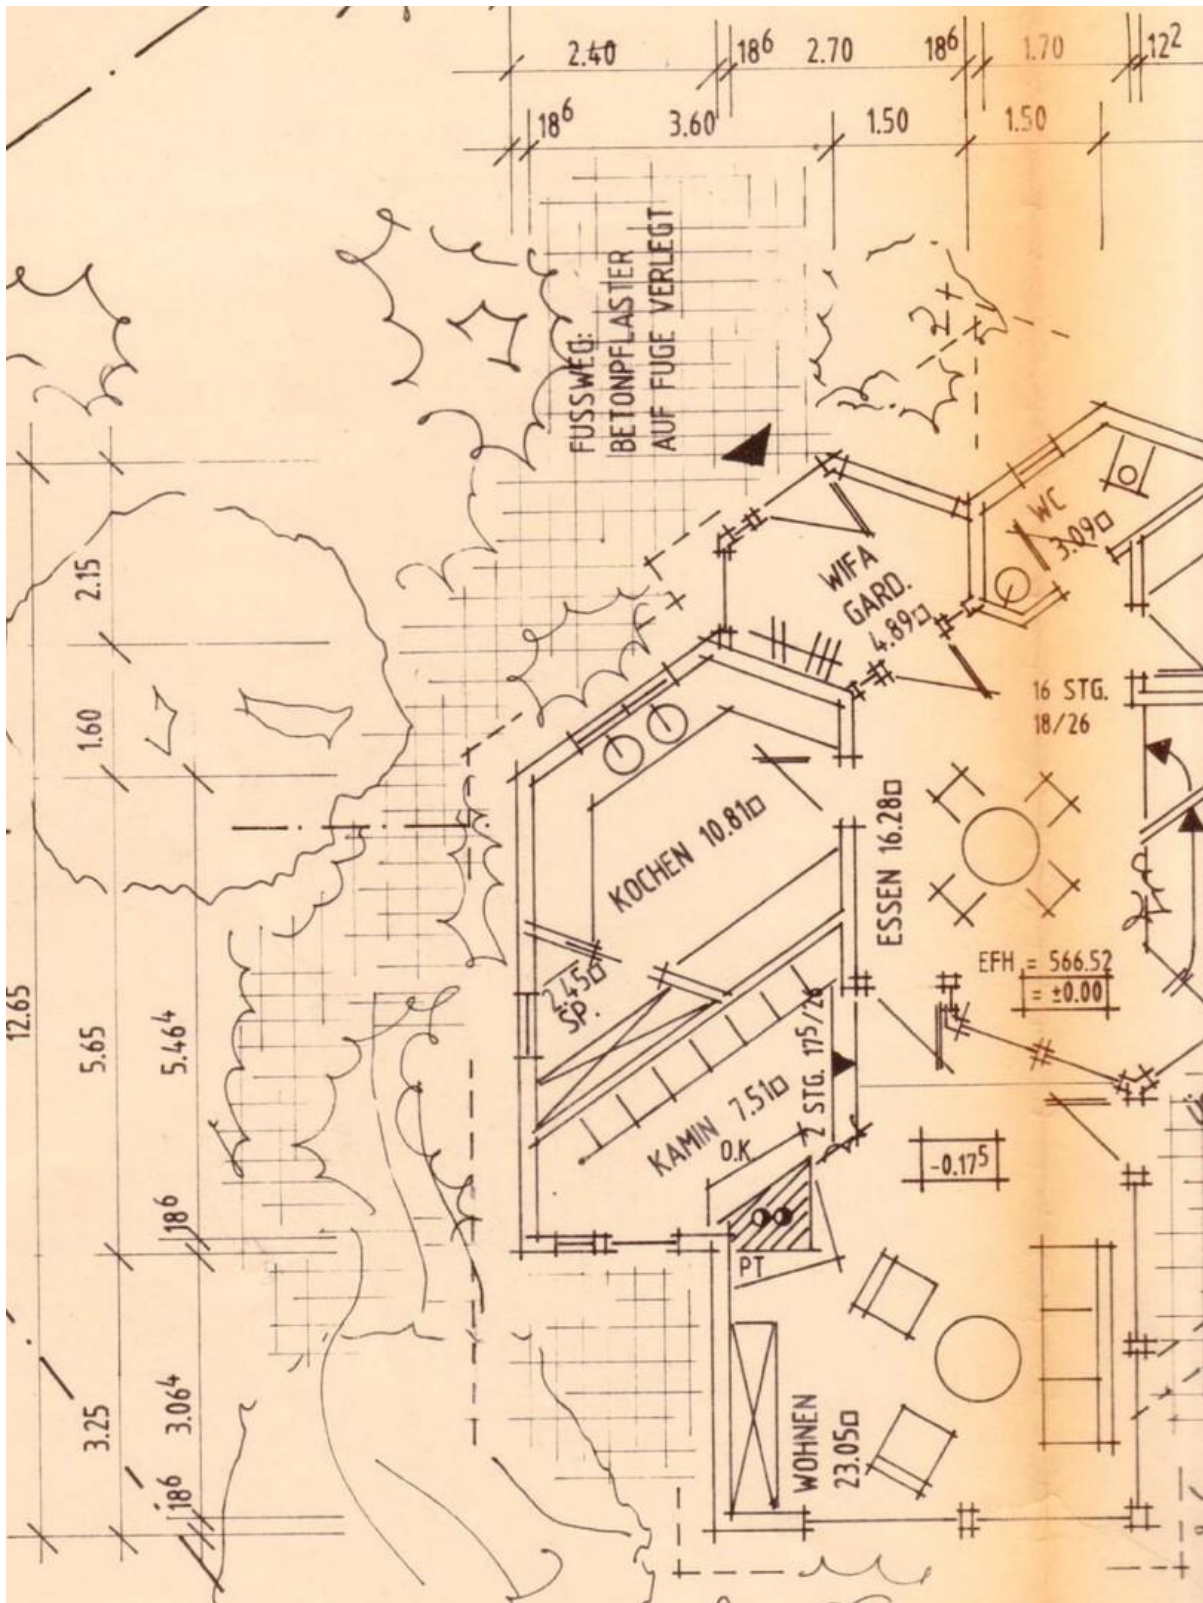 2.40
18⁶
2.70
18⁶
1.70
12²
18⁶
3.60
1.50
1.50
FUSSWEG:
BETONPFLASTER
AUF FUGE VERLEGT
WC
3.09□
WIFA
GARD.
4.89□
16 STG.
18/26
2.15
1.60
12.65
5.65
5.46⁴
18⁶
3.25
3.06⁴
18⁶
KOCHEN 10.81□
ESSEN 16.28□
2.45□
SP.
EFH = 566.52
= ±0.00
2 STG. 17⁵/26
KAMIN 7.51□
O.K
-0.17⁵
PT
WOHNEN
23.05□